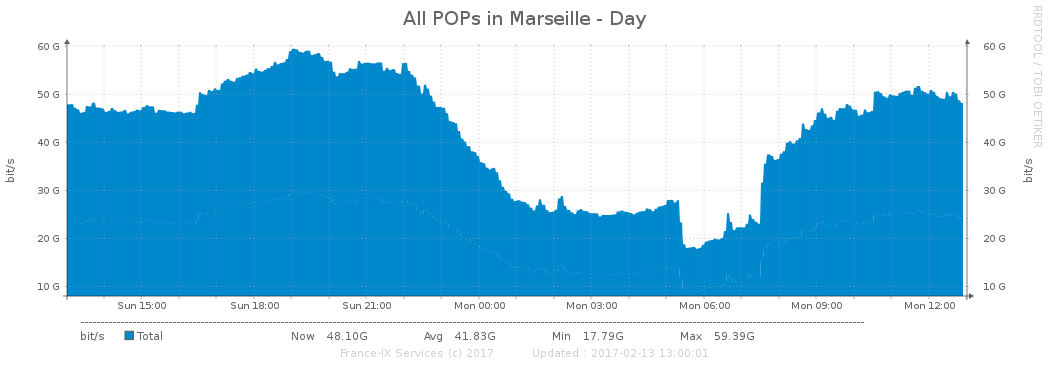 All POPs in Marseille - Day
RRDTOOL / TOBI OETIKER
bit/s
60 G 60 G
50 G 50 G
40 G 40 G
30 G 30 G
20 G 20 G
10 G 10 G
bit/s
Sun 15:00 Sun 18:00 Sun 21:00 Mon 00:00 Mon 03:00 Mon 06:00 Mon 09:00 Mon 12:00
bit/s Total Now 48.10G Avg 41.83G Min 17.79G Max 59.39G
France-IX Services (c) 2017 Updated : 2017-02-13 13:00:01